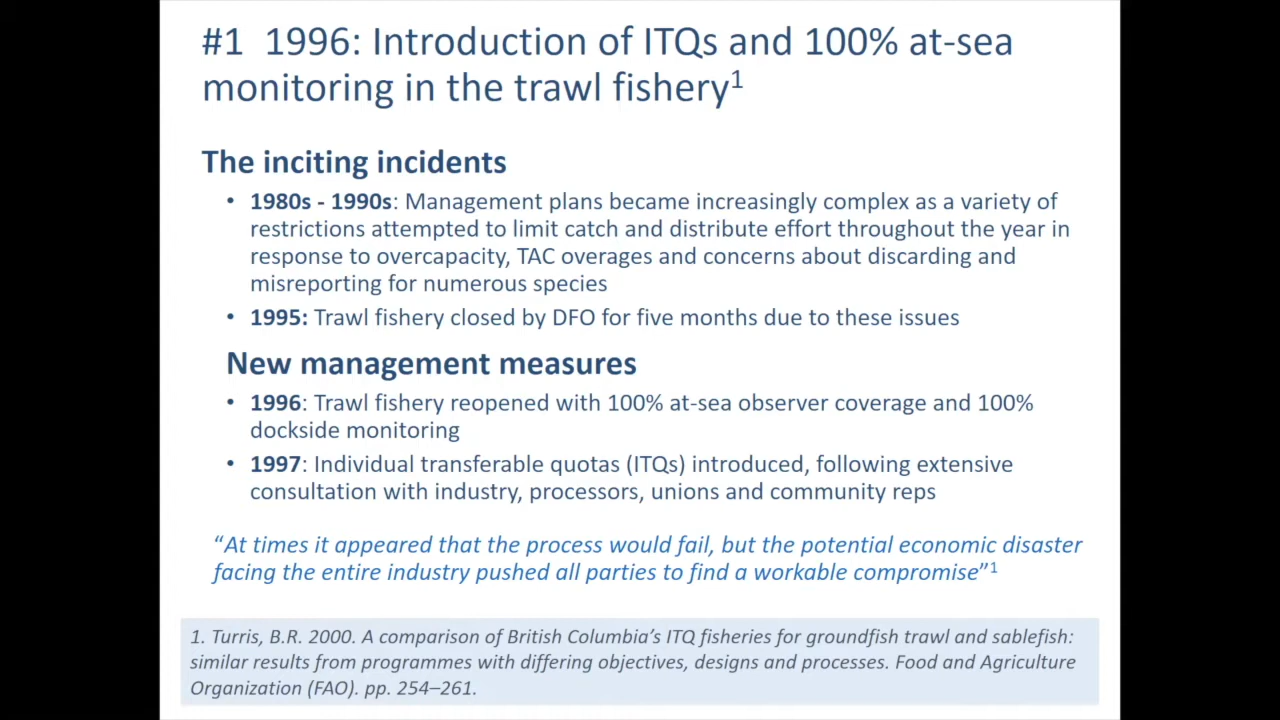 #1 1996: Introduction of ITQs and 100% at-sea
monitoring in the trawl fishery¹
The inciting incidents
• 1980s - 1990s: Management plans became increasingly complex as a variety of
restrictions attempted to limit catch and distribute effort throughout the year in
response to overcapacity, TAC overages and concerns about discarding and
misreporting for numerous species
• 1995: Trawl fishery closed by DFO for five months due to these issues
New management measures
• 1996: Trawl fishery reopened with 100% at-sea observer coverage and 100%
dockside monitoring
• 1997: Individual transferable quotas (ITQs) introduced, following extensive
consultation with industry, processors, unions and community reps
“At times it appeared that the process would fail, but the potential economic disaster
facing the entire industry pushed all parties to find a workable compromise”¹
1. Turris, B.R. 2000. A comparison of British Columbia’s ITQ fisheries for groundfish trawl and sablefish:
similar results from programmes with differing objectives, designs and processes. Food and Agriculture
Organization (FAO). pp. 254–261.